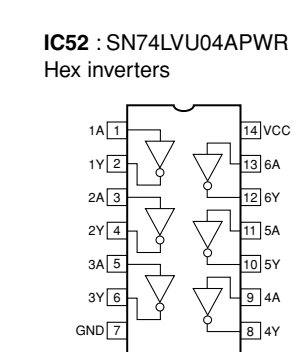 IC52 : SN74LVU04APWR
Hex inverters
1A 1 14 VCC
1Y 2 13 6A
2A 3 12 6Y
2Y 4 11 5A
3A 5 10 5Y
3Y 6 9 4A
GND 7 8 4Y